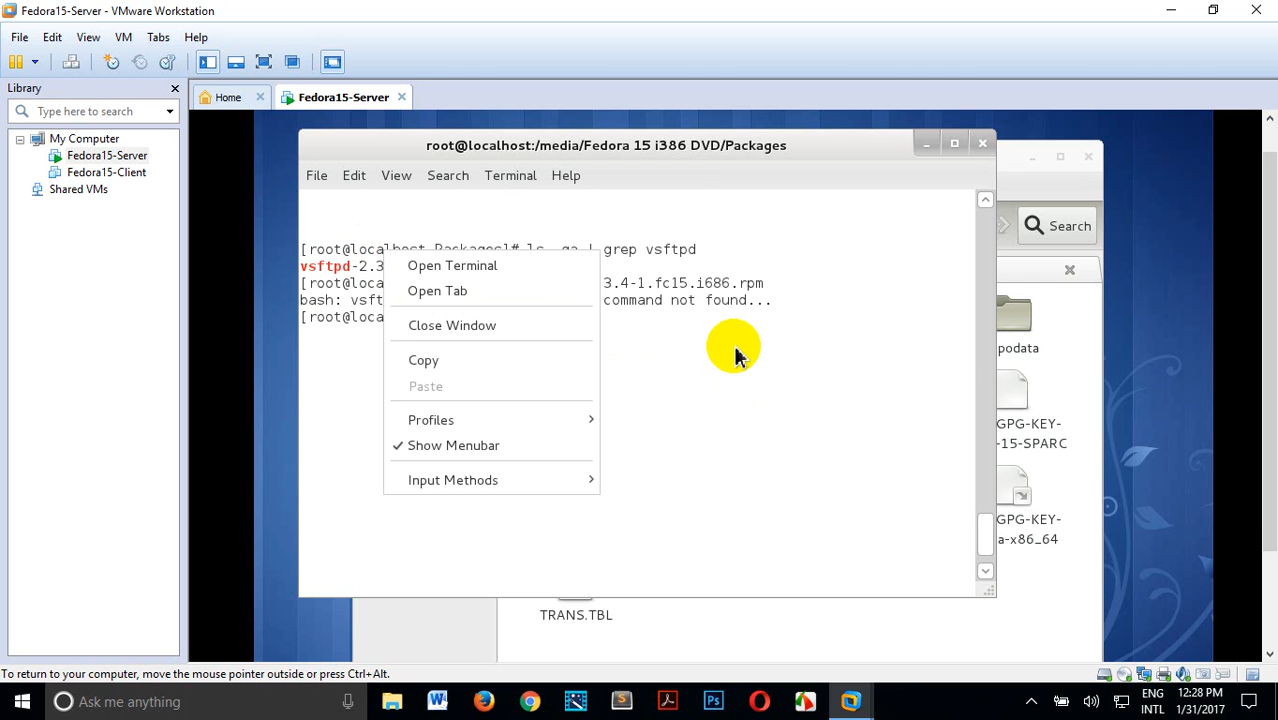 Fedora15-Server - VMware Workstation
File Edit View VM Tabs Help
Library
Type here to search
My Computer
Fedora15-Server
Fedora15-Client
Shared VMs
Home
Fedora15-Server
root@localhost:/media/Fedora 15 i386 DVD/Packages
File Edit View Search Terminal Help
Search
[root@localhost Packages]# ls -qa | grep vsftpd
vsftpd-2.3
[root@loca 3.4-1.fc15.i686.rpm
bash: vsft command not found...
[root@loca
Open Terminal
Open Tab
Close Window
Copy
Paste
Profiles
Show Menubar
Input Methods
podata
GPG-KEY-
-15-SPARC
GPG-KEY-
a-x86_64
TRANS.TBL
To return to your computer, move the mouse pointer outside or press Ctrl+Alt.
Ask me anything
ENG
INTL
12:28 PM
1/31/2017